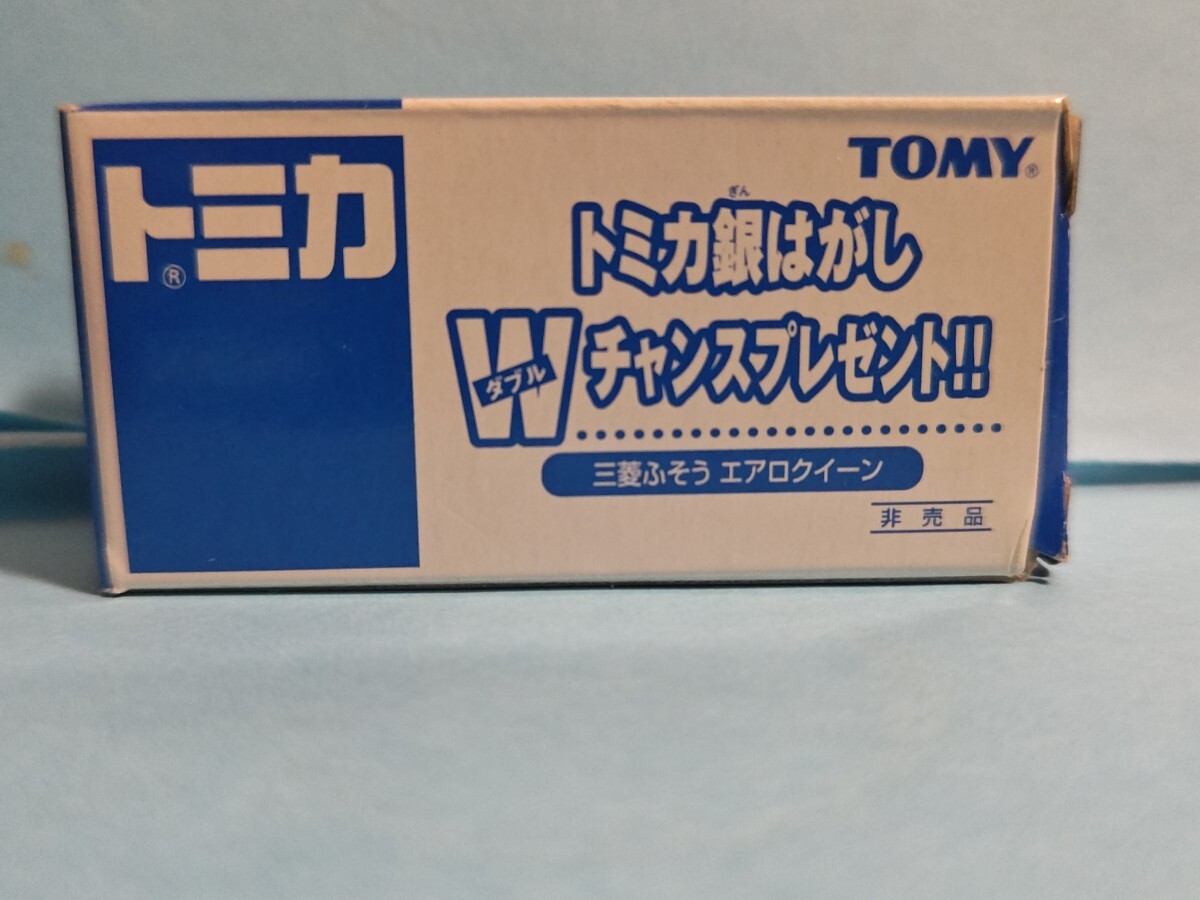 トミカ®
TOMY®
ぎん
トミカ銀はがし
Wダブルチャンスプレゼント!!
三菱ふそう エアロクイーン
非売品